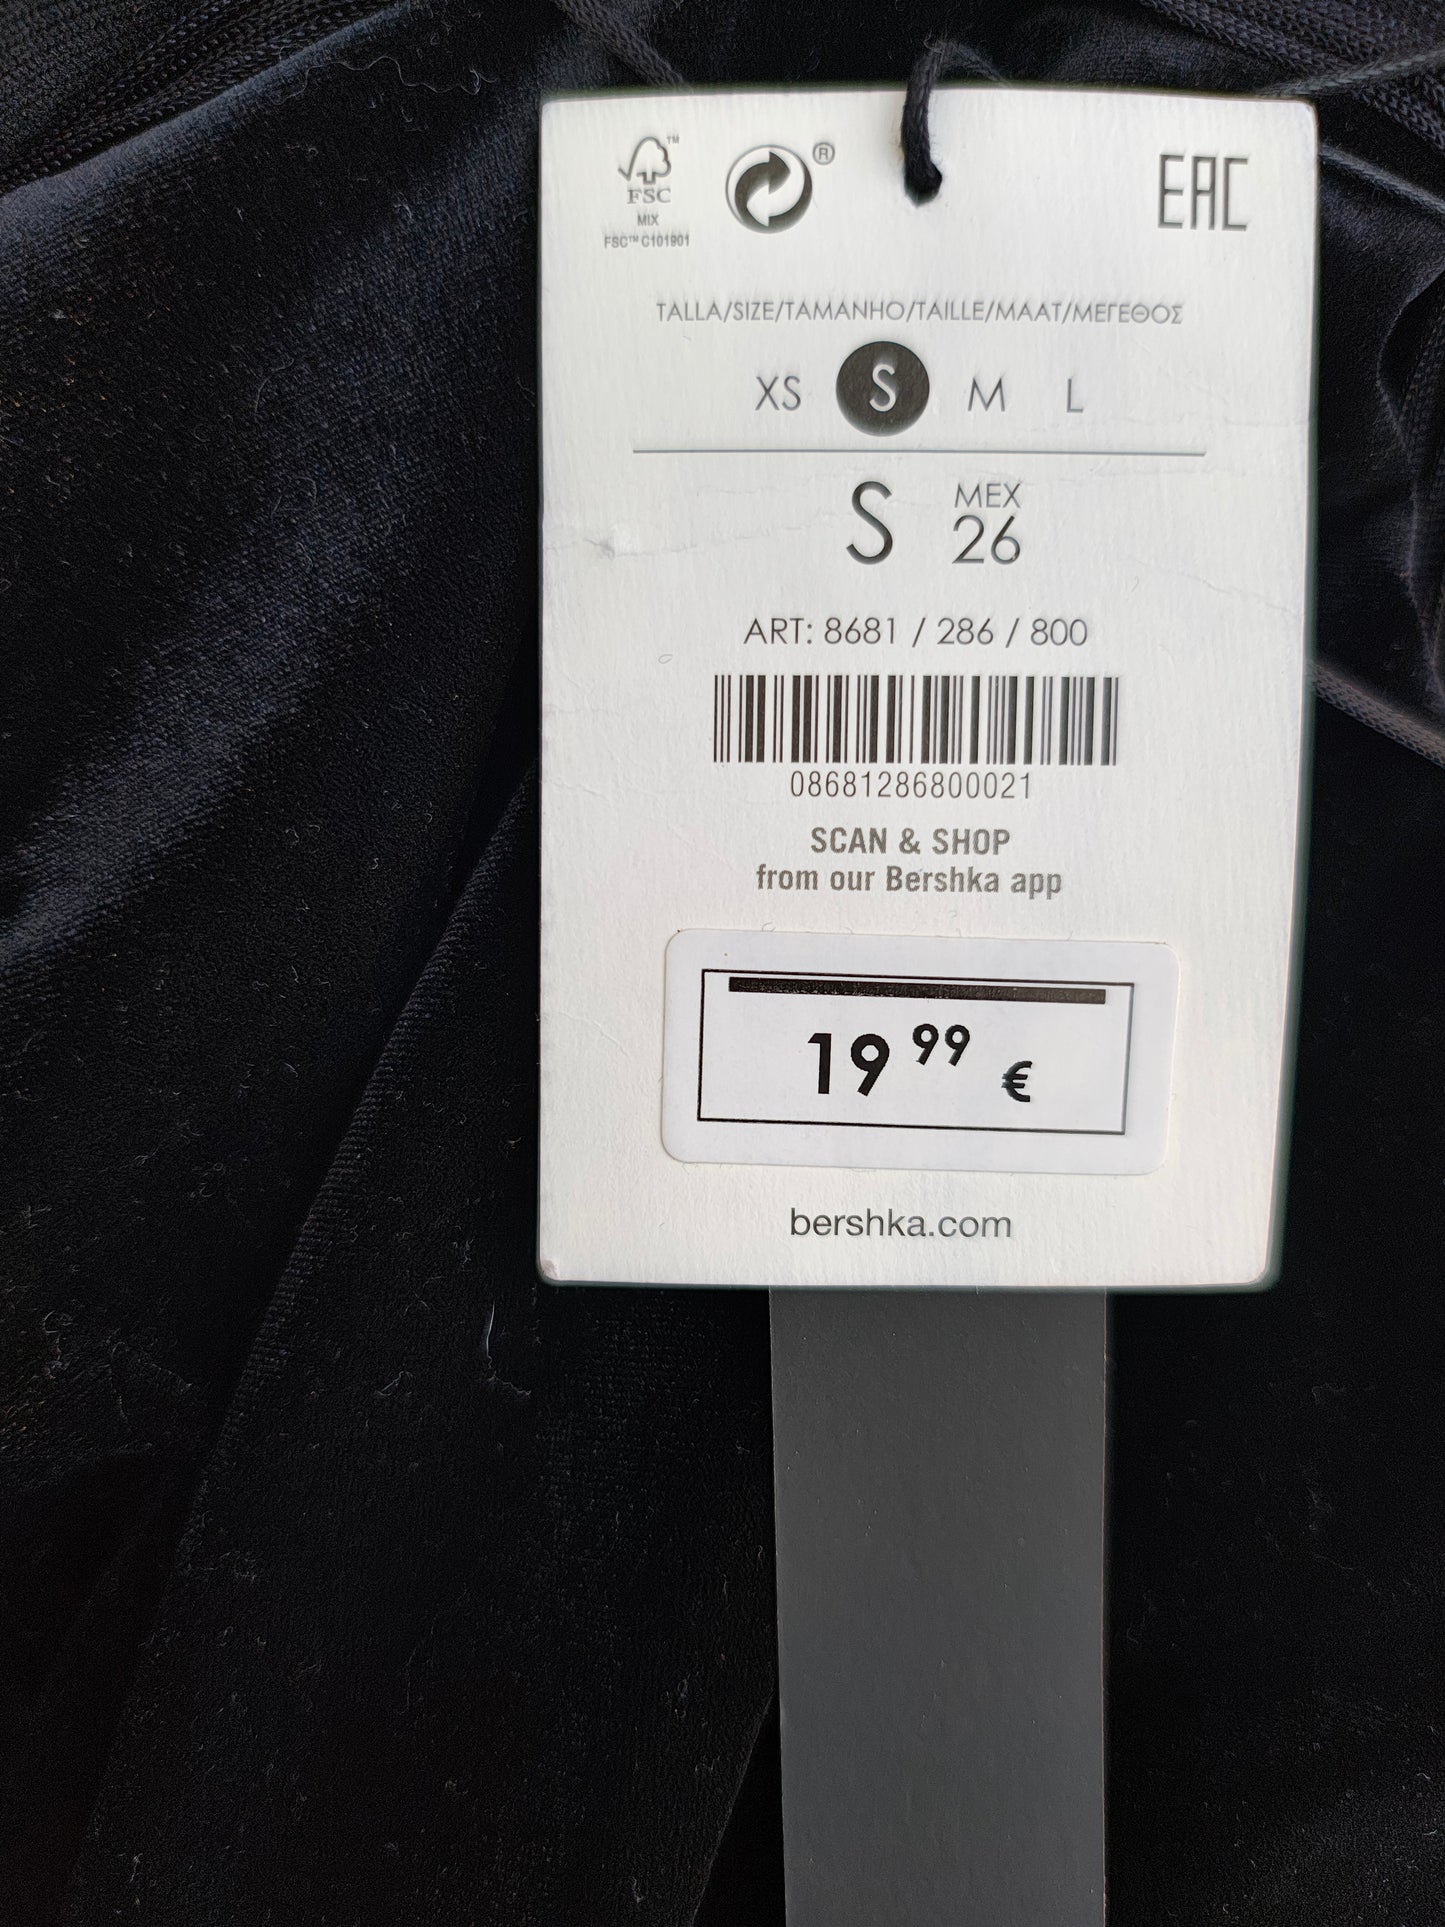 FSC™
MIX
FSC™ C101901
®
EAC
TALLA/SIZE/TAMANHO/TAILLE/MAAT/ΜΕΓΕΘΟΣ
XS S M L
S MEX 26
ART: 8681 / 286 / 800
08681286800021
SCAN & SHOP
from our Bershka app
19 99 €
bershka.com